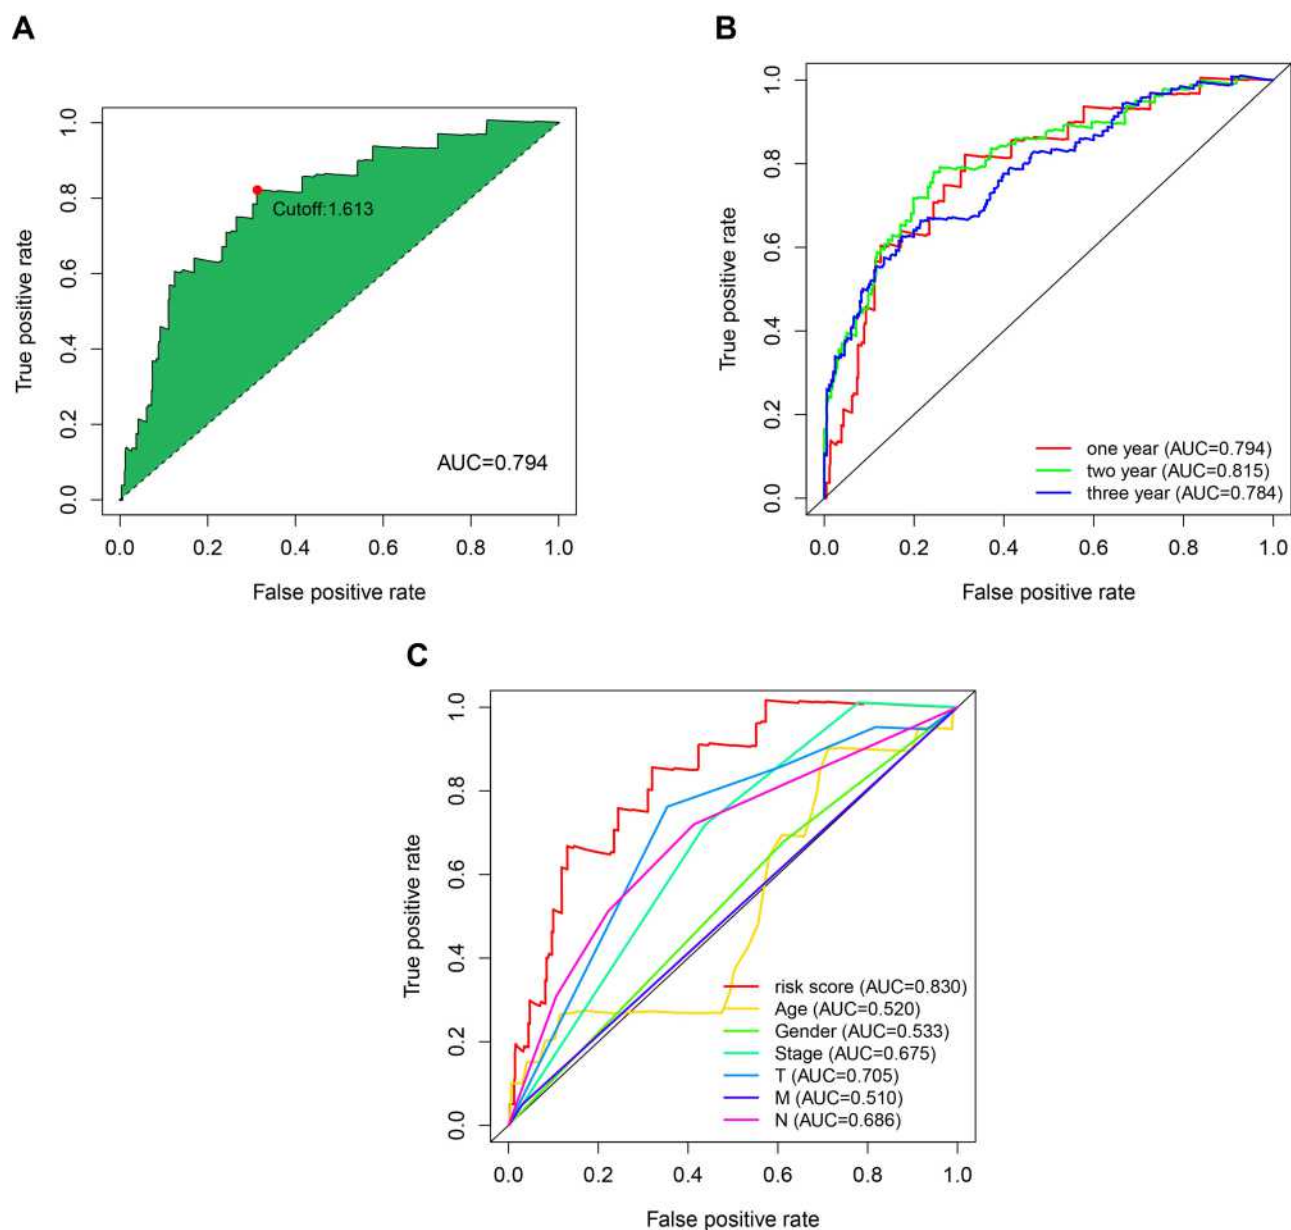 A
True positive rate
1.0
0.8
0.6
0.4
0.2
0.0
Cutoff:1.613
AUC=0.794
0.0 0.2 0.4 0.6 0.8 1.0
False positive rate
B
True positive rate
1.0
0.8
0.6
0.4
0.2
0.0
one year (AUC=0.794)
two year (AUC=0.815)
three year (AUC=0.784)
0.0 0.2 0.4 0.6 0.8 1.0
False positive rate
C
True positive rate
1.0
0.8
0.6
0.4
0.2
0.0
risk score (AUC=0.830)
Age (AUC=0.520)
Gender (AUC=0.533)
Stage (AUC=0.675)
T (AUC=0.705)
M (AUC=0.510)
N (AUC=0.686)
0.0 0.2 0.4 0.6 0.8 1.0
False positive rate